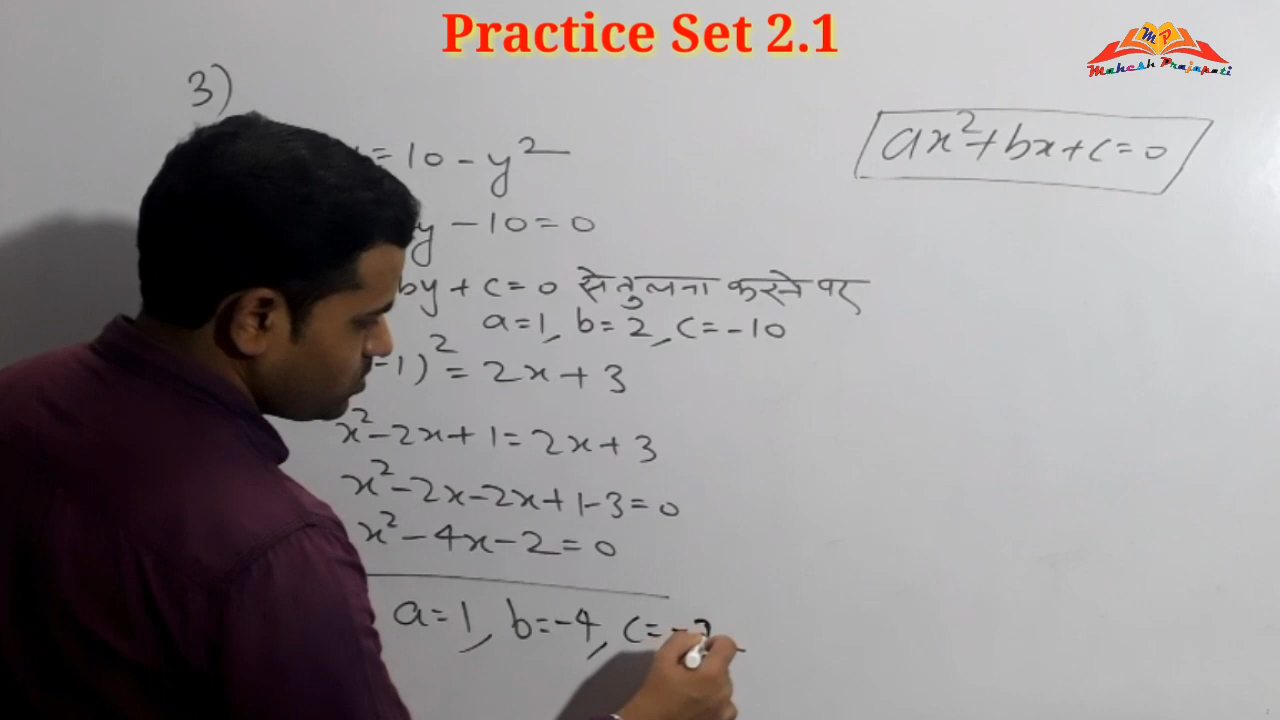 Practice Set 2.1
MP
Mahesh Prajapati
3)
ax²+bx+c=0
=10-y²
y-10=0
by+c=0 से तुलना करने पर
a=1, b=2, c=-10
-1)²=2x+3
x²-2x+1=2x+3
x²-2x-2x+1-3=0
x²-4x-2=0
a=1, b=-4, c=-